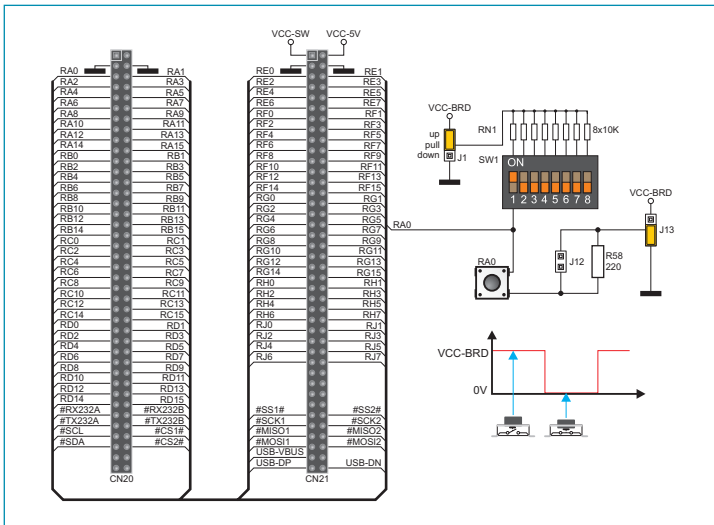 VCC-SW VCC-5V
RA0 RA1
RA2 RA3
RA4 RA5
RA6 RA7
RA8 RA9
RA10 RA11
RA12 RA13
RA14 RA15
RB0 RB1
RB2 RB3
RB4 RB5
RB6 RB7
RB8 RB9
RB10 RB11
RB12 RB13
RB14 RB15
RC0 RC1
RC2 RC3
RC4 RC5
RC6 RC7
RC8 RC9
RC10 RC11
RC12 RC13
RC14 RC15
RD0 RD1
RD2 RD3
RD4 RD5
RD6 RD7
RD8 RD9
RD10 RD11
RD12 RD13
RD14 RD15
#RX232A #RX232B
#TX232A #TX232B
#SCL #CS1#
#SDA #CS2#
CN20
RE0 RE1
RE2 RE3
RE4 RE5
RE6 RE7
RF0 RF1
RF2 RF3
RF4 RF5
RF6 RF7
RF8 RF9
RF10 RF11
RF12 RF13
RF14 RF15
RG0 RG1
RG2 RG3
RG4 RG5
RG6 RG7
RG8 RG9
RG10 RG11
RG12 RG13
RG14 RG15
RH0 RH1
RH2 RH3
RH4 RH5
RH6 RH7
RJ0 RJ1
RJ2 RJ3
RJ4 RJ5
RJ6 RJ7
#SS1# #SS2#
#SCK1 #SCK2
#MISO1 #MISO2
#MOSI1 #MOSI2
USB-VBUS
USB-DP USB-DN
CN21
RA0
VCC-BRD
up
pull
down
J1
RN1 8x10K
SW1
ON
1 2 3 4 5 6 7 8
VCC-BRD
J13
RA0
J12
R58
220
VCC-BRD
0V